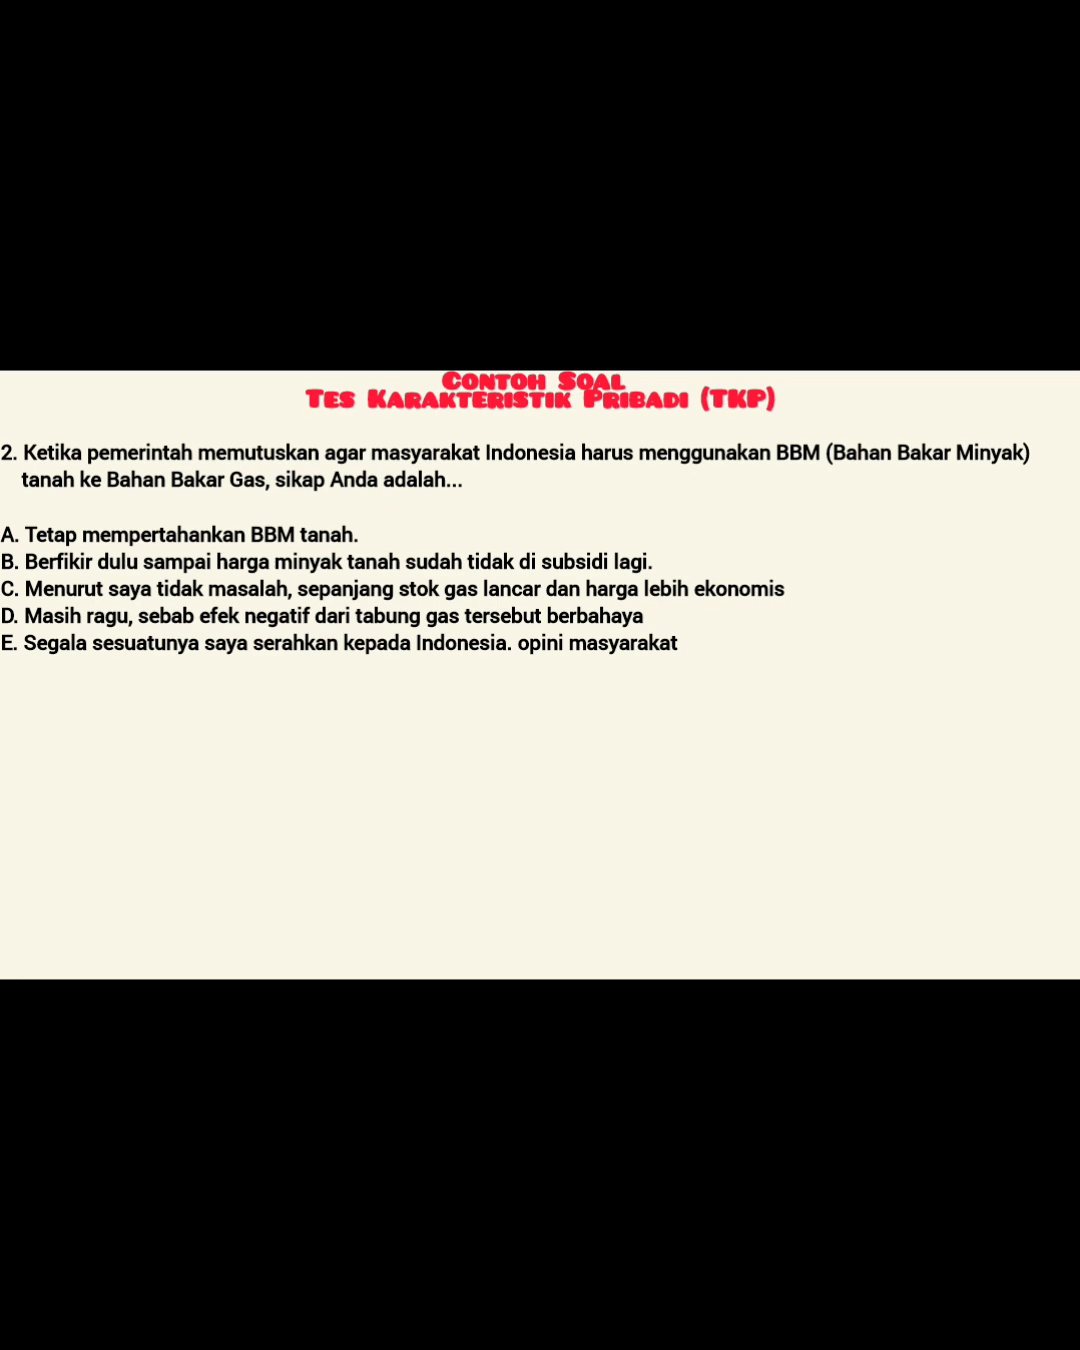 Contoh Soal
Tes Karakteristik Pribadi (TKP)
2. Ketika pemerintah memutuskan agar masyarakat Indonesia harus menggunakan BBM (Bahan Bakar Minyak)
tanah ke Bahan Bakar Gas, sikap Anda adalah...
A. Tetap mempertahankan BBM tanah.
B. Berfikir dulu sampai harga minyak tanah sudah tidak di subsidi lagi.
C. Menurut saya tidak masalah, sepanjang stok gas lancar dan harga lebih ekonomis
D. Masih ragu, sebab efek negatif dari tabung gas tersebut berbahaya
E. Segala sesuatunya saya serahkan kepada Indonesia. opini masyarakat